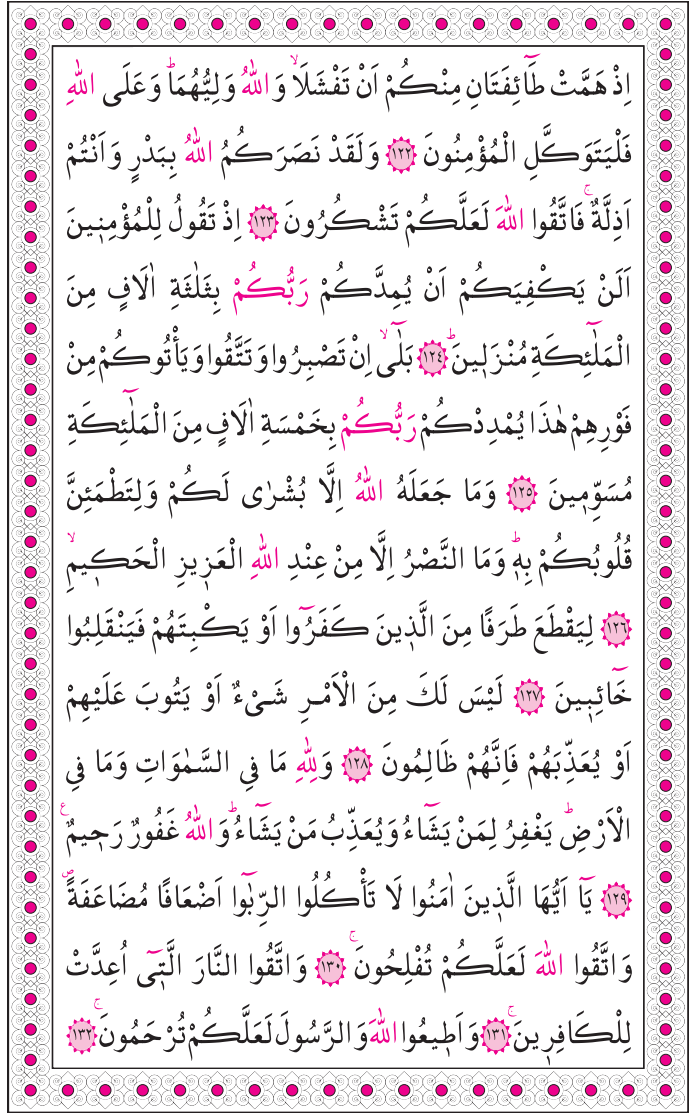 اِذْ هَمَّتْ طَٓائِفَتَانِ مِنْكُمْ اَنْ تَفْشَلَاۙ وَاللّٰهُ وَلِيُّهُمَاۜ وَعَلَى اللّٰهِ
فَلْيَتَوَكَّلِ الْمُؤْمِنُونَ ﴿١٢٢﴾ وَلَقَدْ نَصَرَكُمُ اللّٰهُ بِبَدْرٍ وَاَنْتُمْ
اَذِلَّةٌۚ فَاتَّقُوا اللّٰهَ لَعَلَّكُمْ تَشْكُرُونَ ﴿١٢٣﴾ اِذْ تَقُولُ لِلْمُؤْمِنٖينَ
اَلَنْ يَكْفِيَكُمْ اَنْ يُمِدَّكُمْ رَبُّكُمْ بِثَلٰثَةِ اٰلَافٍ مِنَ
الْمَلٰٓئِكَةِ مُنْزَلٖينَۜ ﴿١٢٤﴾ بَلٰٓىۙ اِنْ تَصْبِرُوا وَتَتَّقُوا وَيَأْتُوكُمْ مِنْ
فَوْرِهِمْ هٰذَا يُمْدِدْكُمْ رَبُّكُمْ بِخَمْسَةِ اٰلَافٍ مِنَ الْمَلٰٓئِكَةِ
مُسَوِّمٖينَ ﴿١٢٥﴾ وَمَا جَعَلَهُ اللّٰهُ اِلَّا بُشْرٰى لَكُمْ وَلِتَطْمَئِنَّ
قُلُوبُكُمْ بِهٖۜ وَمَا النَّصْرُ اِلَّا مِنْ عِنْدِ اللّٰهِ الْعَزٖيزِ الْحَكٖيمِۙ
﴿١٢٦﴾ لِيَقْطَعَ طَرَفًا مِنَ الَّذٖينَ كَفَرُٓوا اَوْ يَكْبِتَهُمْ فَيَنْقَلِبُوا
خَٓائِبٖينَ ﴿١٢٧﴾ لَيْسَ لَكَ مِنَ الْاَمْرِ شَىْءٌ اَوْ يَتُوبَ عَلَيْهِمْ
اَوْ يُعَذِّبَهُمْ فَاِنَّهُمْ ظَالِمُونَ ﴿١٢٨﴾ وَلِلّٰهِ مَا فِى السَّمٰوَاتِ وَمَا فِى
الْاَرْضِۜ يَغْفِرُ لِمَنْ يَشَٓاءُ وَيُعَذِّبُ مَنْ يَشَٓاءُۜ وَاللّٰهُ غَفُورٌ رَحٖيمٌࣖ
﴿١٢٩﴾ يَٓا اَيُّهَا الَّذٖينَ اٰمَنُوا لَا تَأْكُلُوا الرِّبٰٓوا اَضْعَافًا مُضَاعَفَةًࣕ
وَاتَّقُوا اللّٰهَ لَعَلَّكُمْ تُفْلِحُونَۚ ﴿١٣٠﴾ وَاتَّقُوا النَّارَ الَّتٖٓى اُعِدَّتْ
لِلْكَافِرٖينَۚ ﴿١٣١﴾ وَاَطٖيعُوا اللّٰهَ وَالرَّسُولَ لَعَلَّكُمْ تُرْحَمُونَۚ ﴿١٣٢﴾